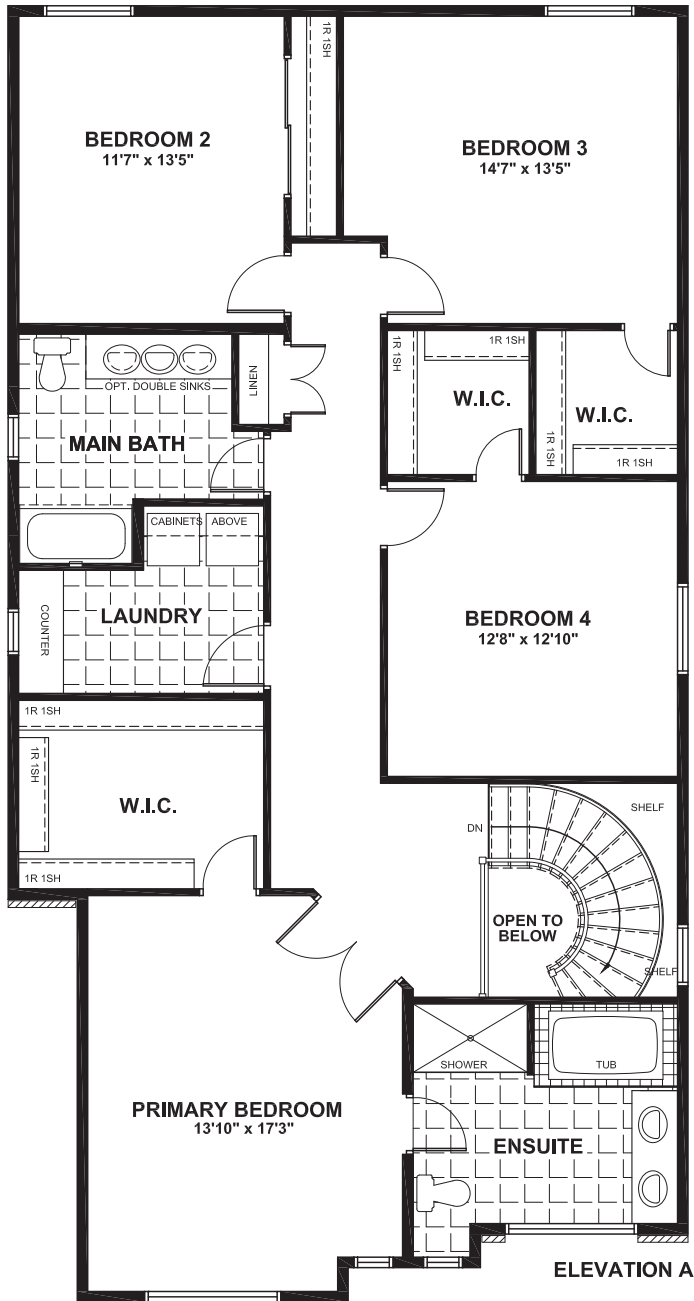 1R 1SH
BEDROOM 2
11'7" x 13'5"
BEDROOM 3
14'7" x 13'5"
OPT. DOUBLE SINKS
LINEN
MAIN BATH
1R 1SH
1R 1SH
W.I.C.
W.I.C.
1R 1SH
1R 1SH
CABINETS ABOVE
LAUNDRY
COUNTER
BEDROOM 4
12'8" x 12'10"
1R 1SH
1R 1SH
W.I.C.
1R 1SH
SHELF
DN
OPEN TO
BELOW
SHELF
SHOWER
TUB
PRIMARY BEDROOM
13'10" x 17'3"
ENSUITE
ELEVATION A